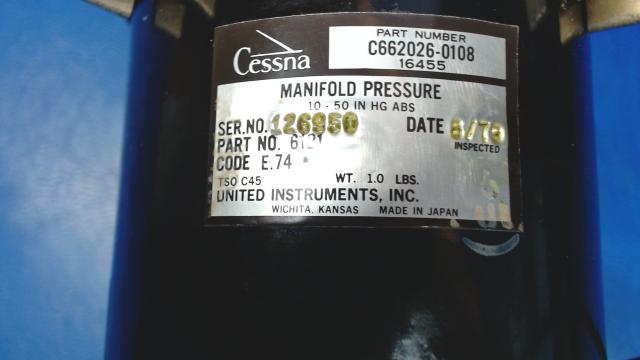 Cessna
PART NUMBER
C662026-0108
16455
MANIFOLD PRESSURE
10 - 50 IN HG ABS
SER.NO. 126950 DATE
INSPECTED
PART NO. 6121
CODE E.74
TSO C45 WT. 1.0 LBS.
UNITED INSTRUMENTS, INC.
WICHITA, KANSAS MADE IN JAPAN